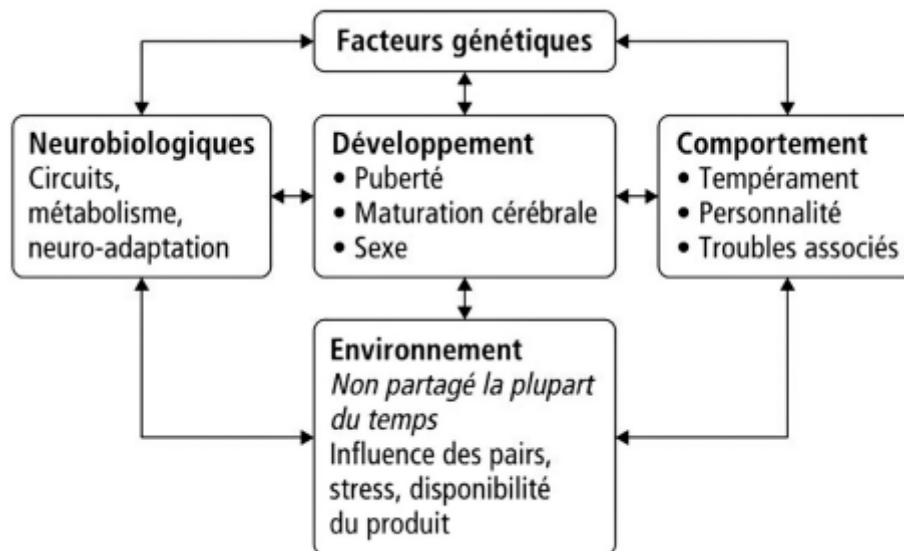 Facteurs génétiques
Neurobiologiques
Circuits,
métabolisme,
neuro-adaptation
Développement
• Puberté
• Maturation cérébrale
• Sexe
Comportement
• Tempérament
• Personnalité
• Troubles associés
Environnement
Non partagé la plupart
du temps
Influence des pairs,
stress, disponibilité
du produit